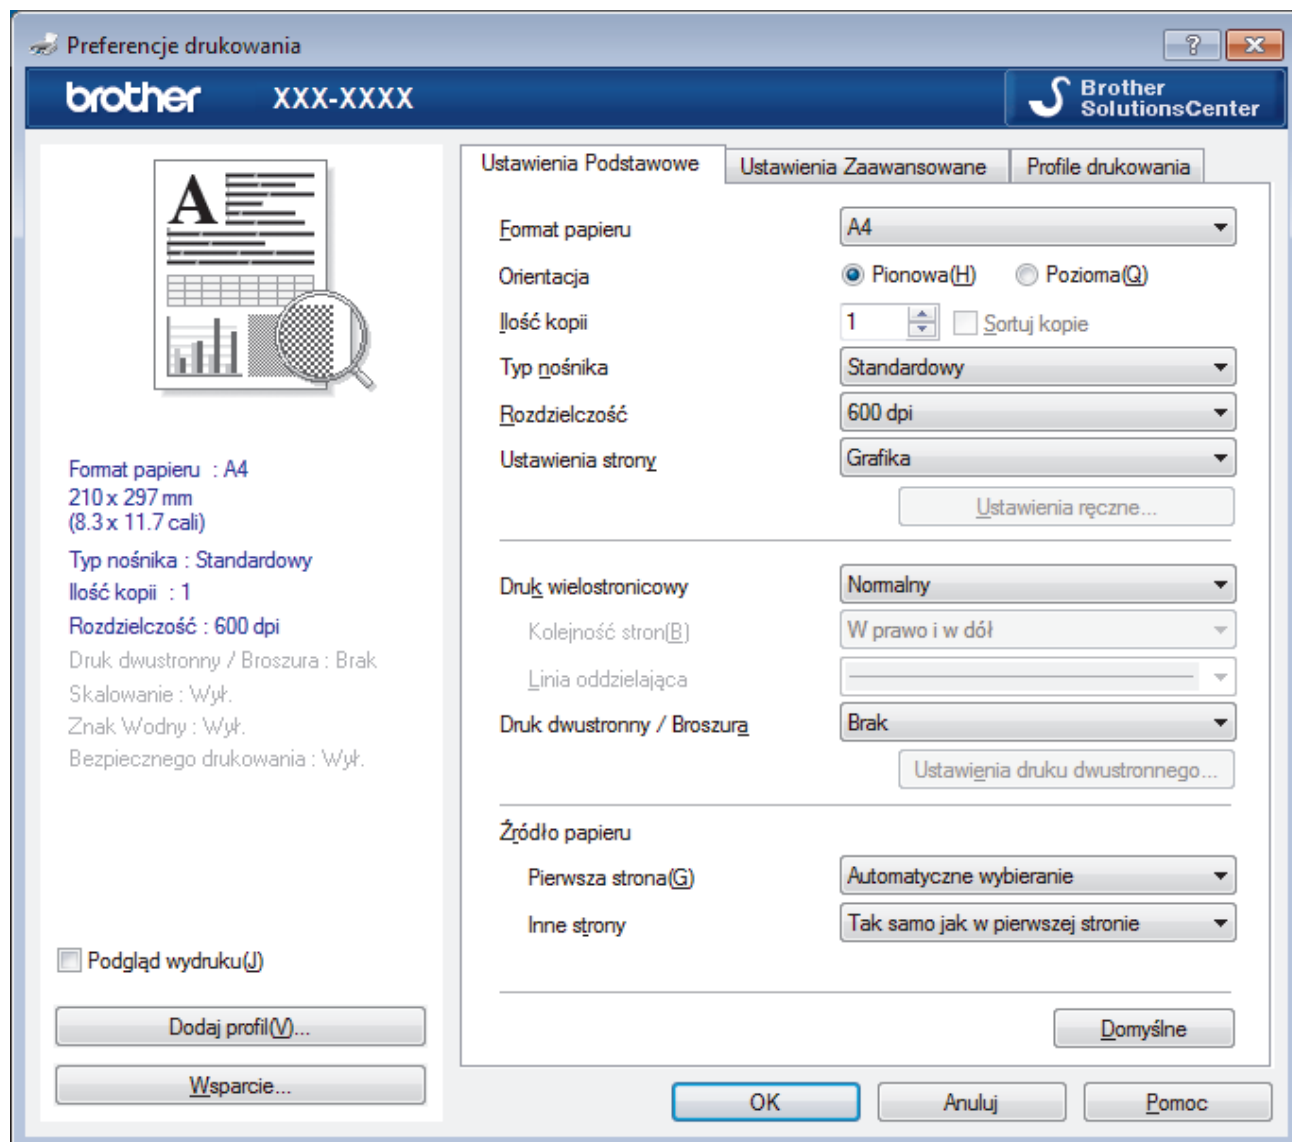 Preferencje drukowania
brother XXX-XXXX
Brother
SolutionsCenter
A
Format papieru : A4
210 x 297 mm
(8.3 x 11.7 cali)
Typ nośnika : Standardowy
Ilość kopii : 1
Rozdzielczość : 600 dpi
Druk dwustronny / Broszura : Brak
Skalowanie : Wył.
Znak Wodny : Wył.
Bezpiecznego drukowania : Wył.
Podgląd wydruku(J)
Dodaj profil(V)...
Wsparcie...
Ustawienia Podstawowe Ustawienia Zaawansowane Profile drukowania
Format papieru A4
Orientacja Pionowa(H) Pozioma(Q)
Ilość kopii 1 Sortuj kopie
Typ nośnika Standardowy
Rozdzielczość 600 dpi
Ustawienia strony Grafika
Ustawienia ręczne...
Druk wielostronicowy Normalny
Kolejność stron(B) W prawo i w dół
Linia oddzielająca
Druk dwustronny / Broszura Brak
Ustawienia druku dwustronnego...
Źródło papieru
Pierwsza strona(G) Automatyczne wybieranie
Inne strony Tak samo jak w pierwszej stronie
Domyślne
OK Anuluj Pomoc